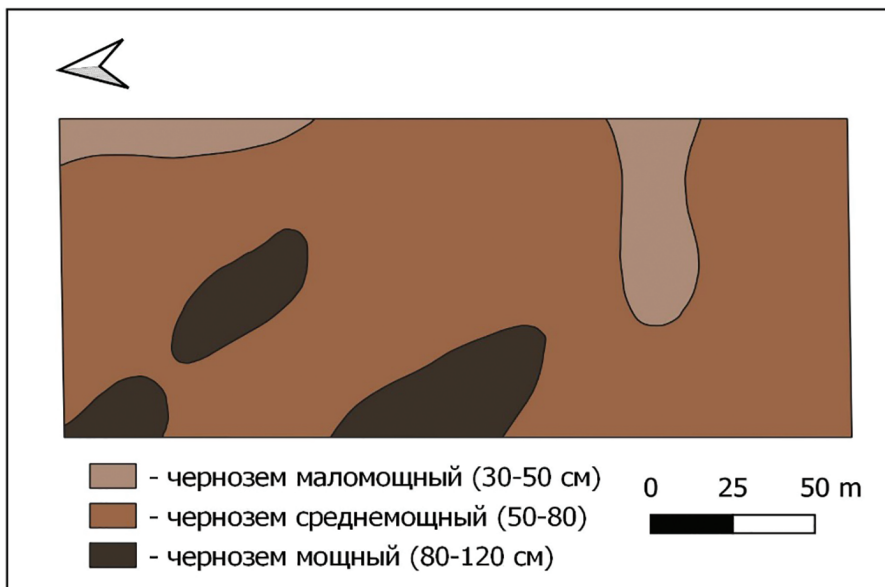 - чернозем маломощный (30-50 см)
- чернозем среднемощный (50-80)
- чернозем мощный (80-120 см)
0 25 50 m